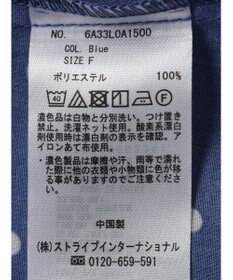 NO. 6A33L0A1500
COL. Blue
SIZE F
ポリエステル 100%
40
濃色品は白物と分別洗い。つけ置き
禁止。洗濯ネット使用。酸素系漂白
剤使用時は漂白剤の表示を確認。ア
イロンあて布使用。
・濃色製品は摩擦や汗、雨等で濡れ
た際に他の衣類や小物類に色が移
る事がありますのでご注意下さい。
中国製
(株)ストライプインターナショナル
☎0120-659-591